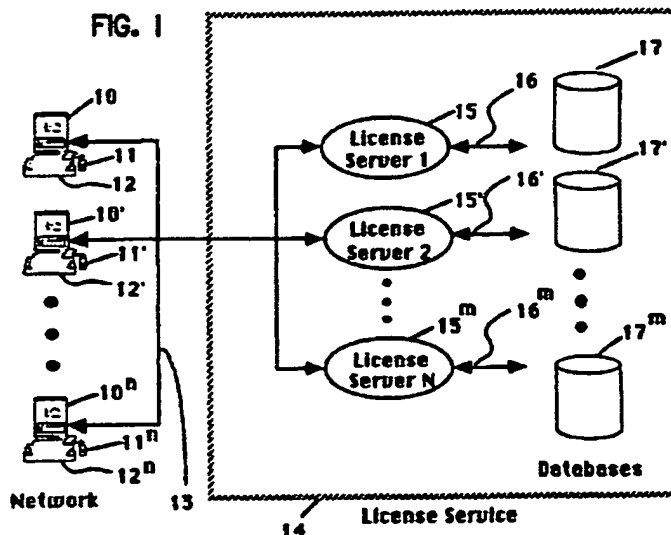 FIG. 1
10
11
12
10'
11'
12'
10n
11n
12n
Network
13
15
16
17
License
Server 1
15'
16'
17'
License
Server 2
15m
16m
17m
License
Server N
Databases
14
License Service